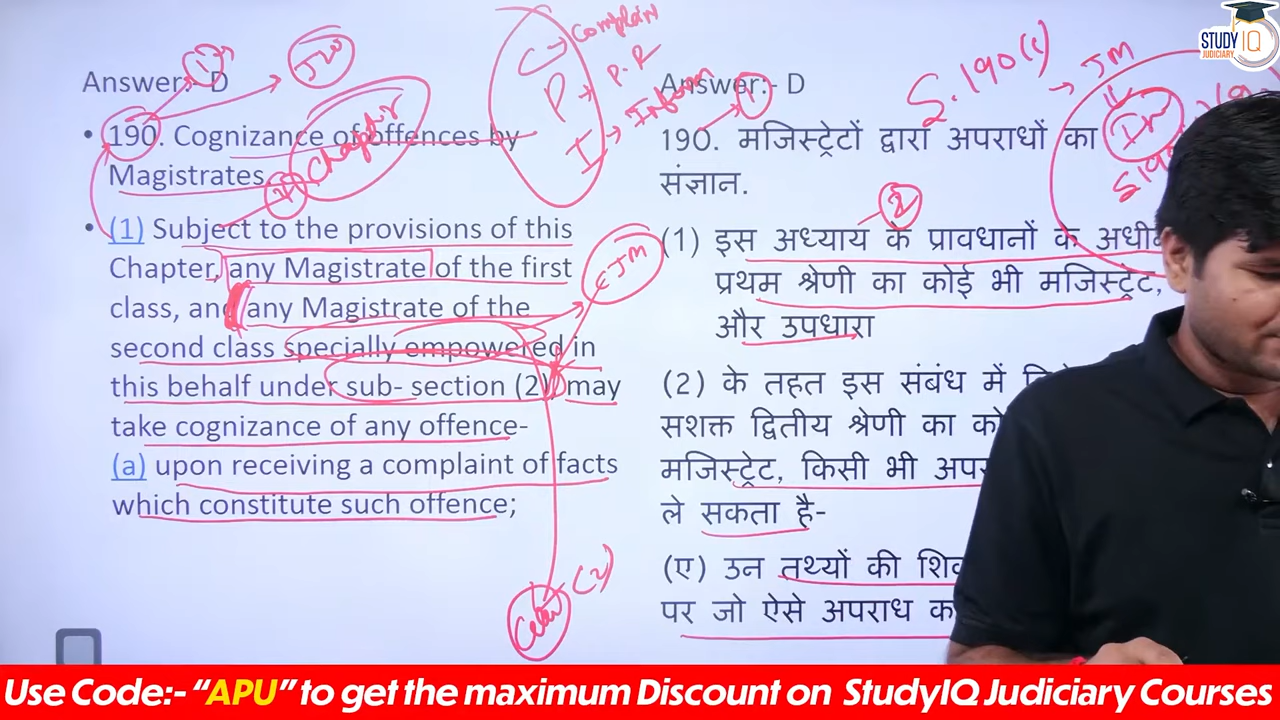 STUDY IQ
JUDICIARY
Answer:- D
• 190. Cognizance of offences by
Magistrates.
• (1) Subject to the provisions of this
Chapter, any Magistrate of the first
class, and any Magistrate of the
second class specially empowered in
this behalf under sub- section (2), may
take cognizance of any offence-
(a) upon receiving a complaint of facts
which constitute such offence;
Chapter
CJM
(2)
C → Complain
P → P.R
I → Inform
Answer:- D
S. 190(1) → JM
190. मजिस्ट्रेटों द्वारा अपराधों का
संज्ञान.
(1) इस अध्याय के प्रावधानों के
प्रथम श्रेणी का कोई भी मजिस्ट्रेट,
और उपधारा
(2) के तहत इस संबंध में
सशक्त द्वितीय श्रेणी का
मजिस्ट्रेट, किसी भी
ले सकता है-
(ए) उन तथ्यों की
पर जो ऐसे अपराध
Use Code:- “APU” to get the maximum Discount on StudyIQ Judiciary Courses